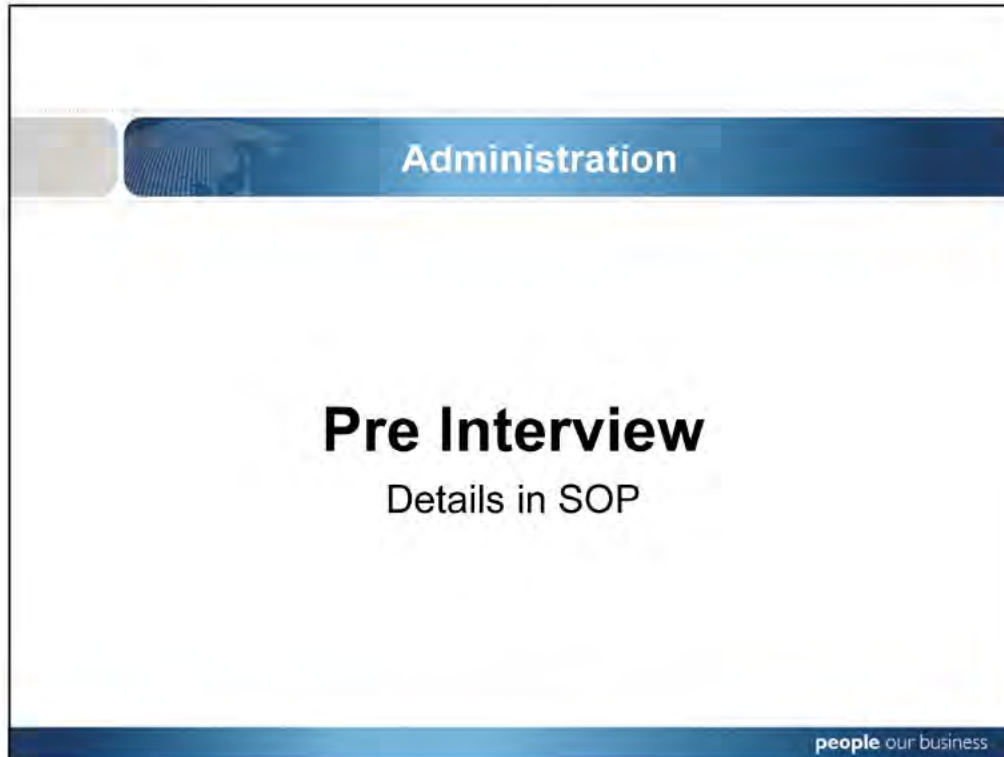 Administration
Pre Interview
Details in SOP
people our business